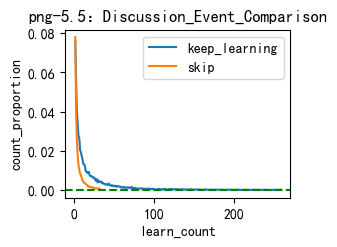 png-5.5: Discussion_Event_Comparison
count_proportion
0.08
0.06
0.04
0.02
0.00
keep_learning
skip
0
100
200
learn_count